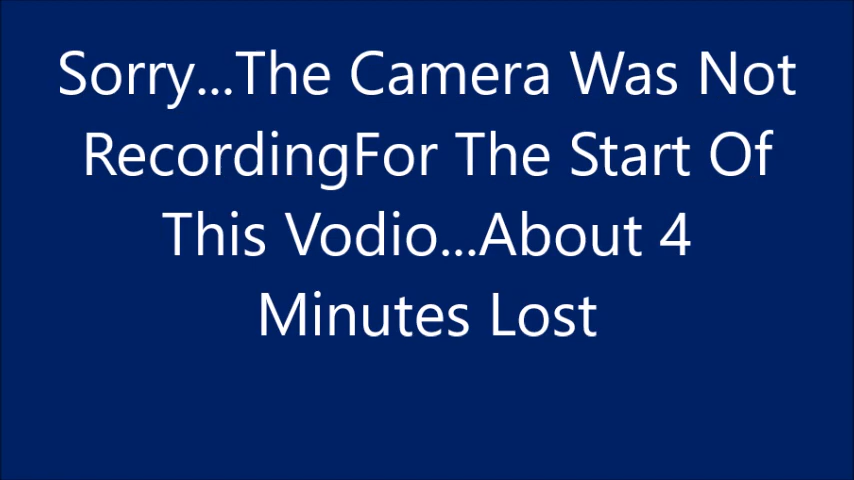 Sorry...The Camera Was Not
RecordingFor The Start Of
This Vodio...About 4
Minutes Lost